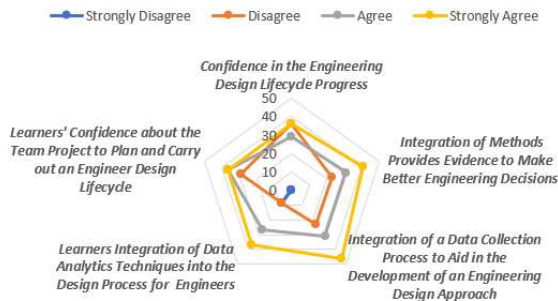 Strongly Disagree Disagree Agree Strongly Agree
Confidence in the Engineering
Design Lifecycle Progress
50
40
30
20
10
0
Learners' Confidence about the
Team Project to Plan and Carry
out an Engineer Design
Lifecycle
Integration of Methods
Provides Evidence to Make
Better Engineering Decisions
Learners Integration of Data
Analytics Techniques into the
Design Process for Engineers
Integration of a Data Collection
Process to Aid in the
Development of an Engineering
Design Approach